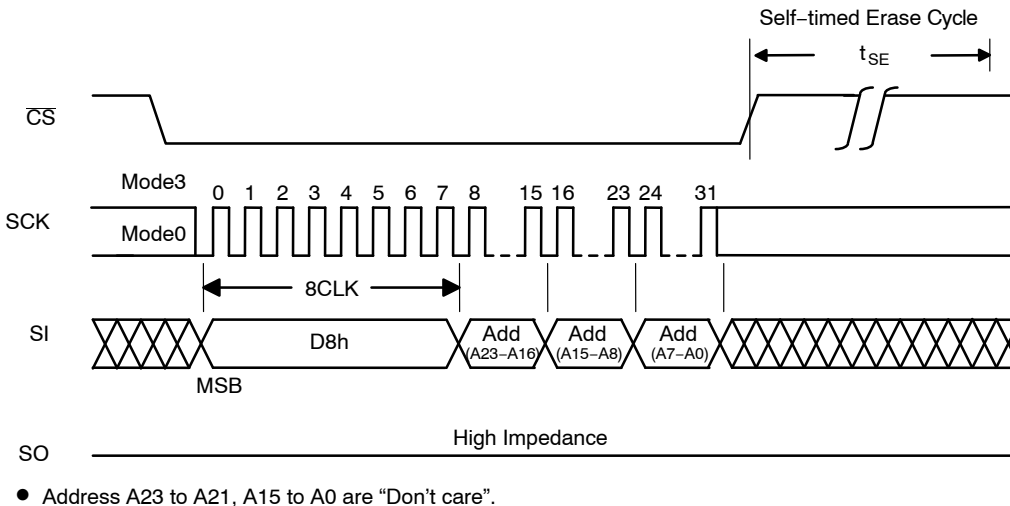 Self−timed Erase Cycle
tSE
CS
Mode3
0 1 2 3 4 5 6 7 8 15 16 23 24 31
SCK
Mode0
8CLK
SI
D8h
Add (A23−A16)
Add (A15−A8)
Add (A7−A0)
MSB
High Impedance
SO
● Address A23 to A21, A15 to A0 are “Don’t care”.